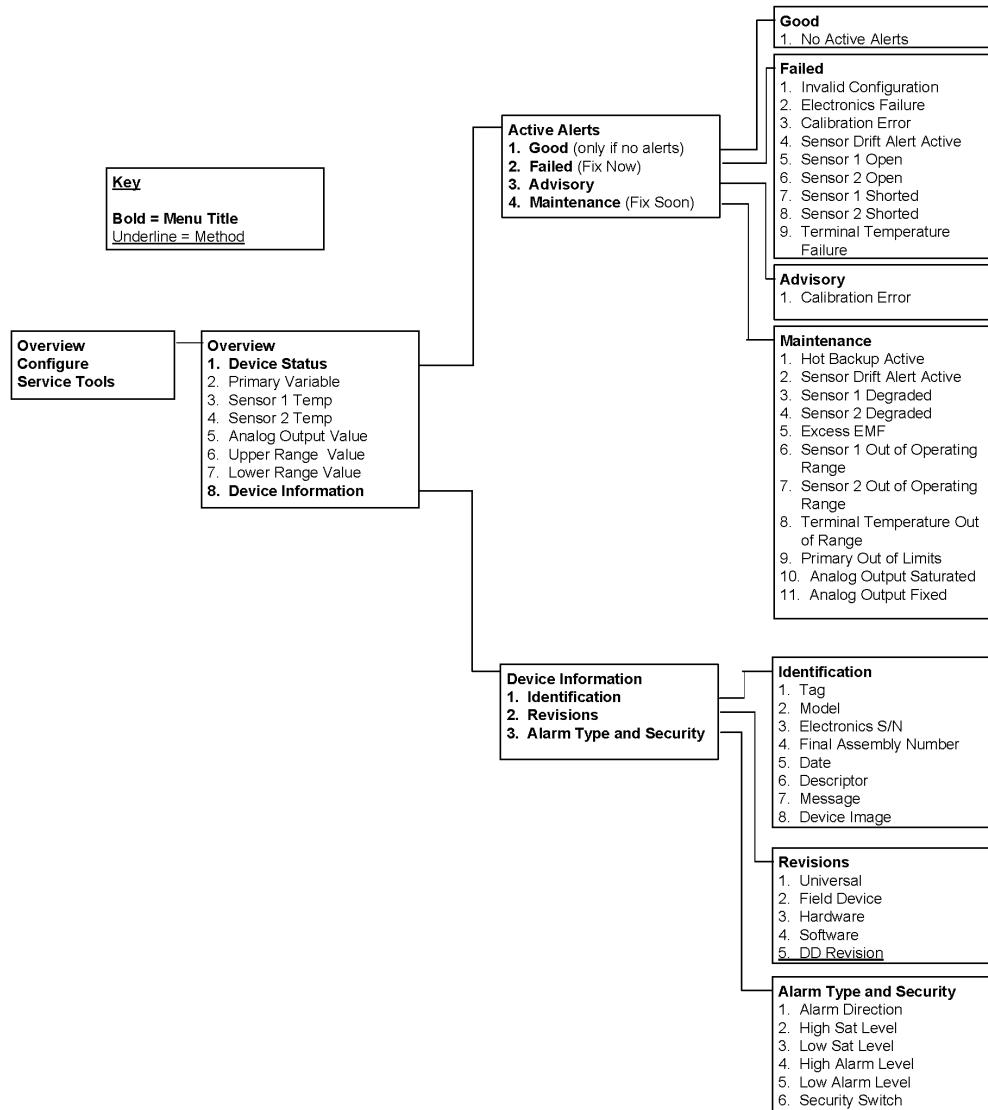 Good
1. No Active Alerts
Failed
1. Invalid Configuration
2. Electronics Failure
3. Calibration Error
4. Sensor Drift Alert Active
5. Sensor 1 Open
6. Sensor 2 Open
7. Sensor 1 Shorted
8. Sensor 2 Shorted
9. Terminal Temperature
Failure
Active Alerts
1. Good (only if no alerts)
2. Failed (Fix Now)
3. Advisory
4. Maintenance (Fix Soon)
Key
Bold = Menu Title
Underline = Method
Advisory
1. Calibration Error
Overview
Configure
Service Tools
Overview
1. Device Status
2. Primary Variable
3. Sensor 1 Temp
4. Sensor 2 Temp
5. Analog Output Value
6. Upper Range Value
7. Lower Range Value
8. Device Information
Maintenance
1. Hot Backup Active
2. Sensor Drift Alert Active
3. Sensor 1 Degraded
4. Sensor 2 Degraded
5. Excess EMF
6. Sensor 1 Out of Operating
Range
7. Sensor 2 Out of Operating
Range
8. Terminal Temperature Out
of Range
9. Primary Out of Limits
10. Analog Output Saturated
11. Analog Output Fixed
Device Information
1. Identification
2. Revisions
3. Alarm Type and Security
Identification
1. Tag
2. Model
3. Electronics S/N
4. Final Assembly Number
5. Date
6. Descriptor
7. Message
8. Device Image
Revisions
1. Universal
2. Field Device
3. Hardware
4. Software
5. DD Revision
Alarm Type and Security
1. Alarm Direction
2. High Sat Level
3. Low Sat Level
4. High Alarm Level
5. Low Alarm Level
6. Security Switch